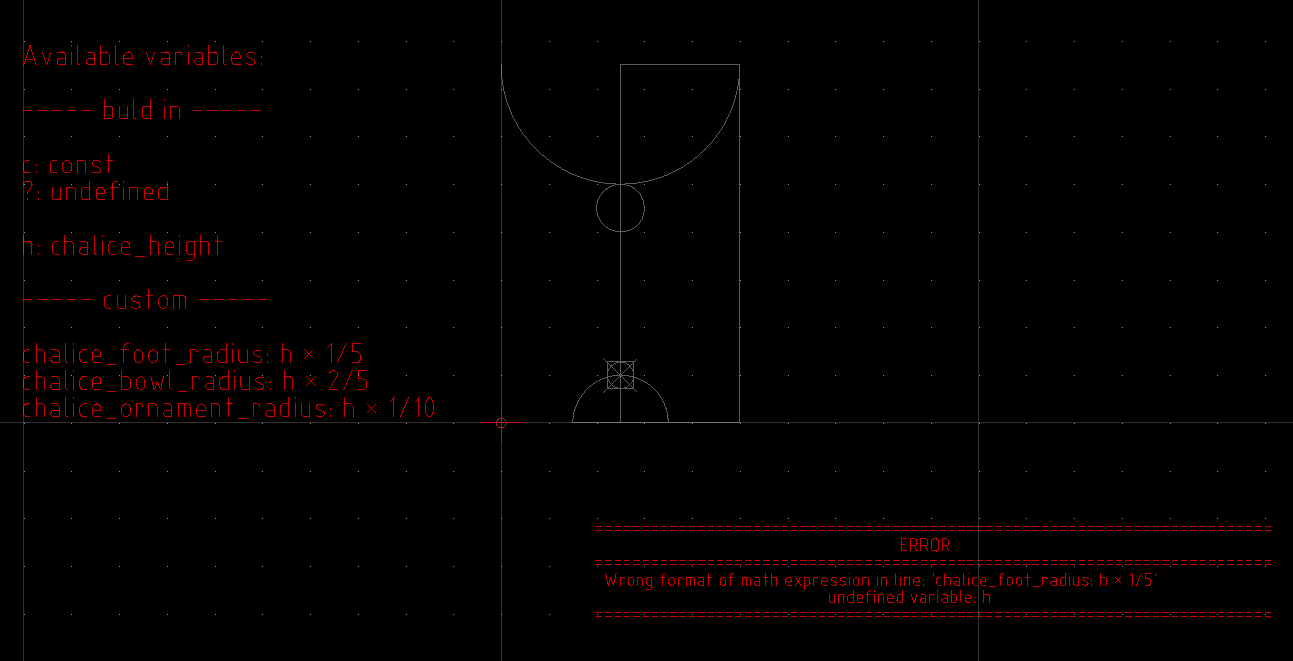 Available variables:
----- buld in -----
c: const
?: undefined
h: chalice_height
----- custom -----
chalice_foot_radius: h × 1/5
chalice_bowl_radius: h × 2/5
chalice_ornament_radius: h × 1/10
ERROR
Wrong format of math expression in line: 'chalice_foot_radius: h × 1/5'
undefined variable: h